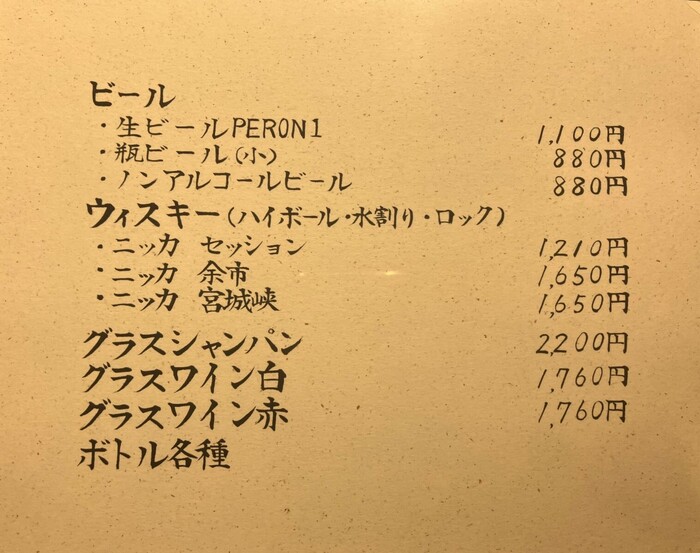 ビール
・生ビールPERONI 1,100円
・瓶ビール(小) 880円
・ノンアルコールビール 880円
ウィスキー(ハイボール・水割り・ロック)
・ニッカ セッション 1,210円
・ニッカ 余市 1,650円
・ニッカ 宮城峡 1,650円
グラスシャンパン 2,200円
グラスワイン白 1,760円
グラスワイン赤 1,760円
ボトル各種